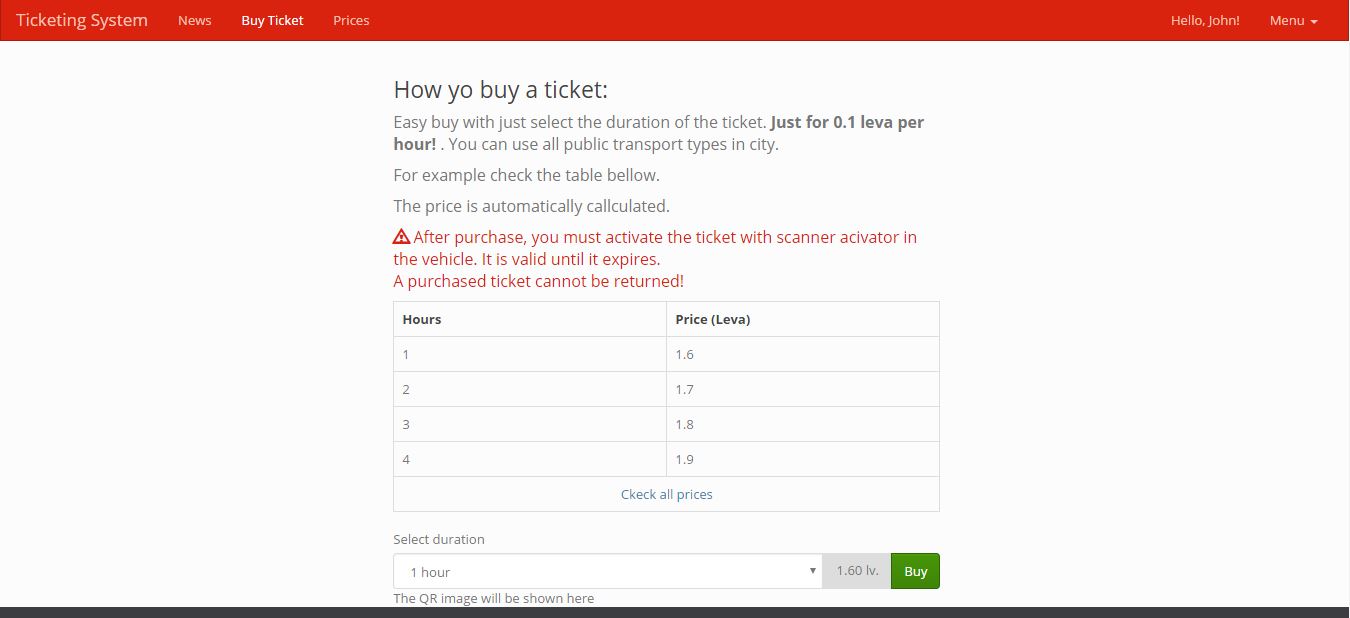 Ticketing System News Buy Ticket Prices Hello, John! Menu
How yo buy a ticket:
Easy buy with just select the duration of the ticket. Just for 0.1 leva per
hour! . You can use all public transport types in city.
For example check the table bellow.
The price is automatically callculated.
After purchase, you must activate the ticket with scanner acivator in
the vehicle. It is valid until it expires.
A purchased ticket cannot be returned!
Hours Price (Leva)
1 1.6
2 1.7
3 1.8
4 1.9
Ckeck all prices
Select duration
1 hour 1.60 lv. Buy
The QR image will be shown here